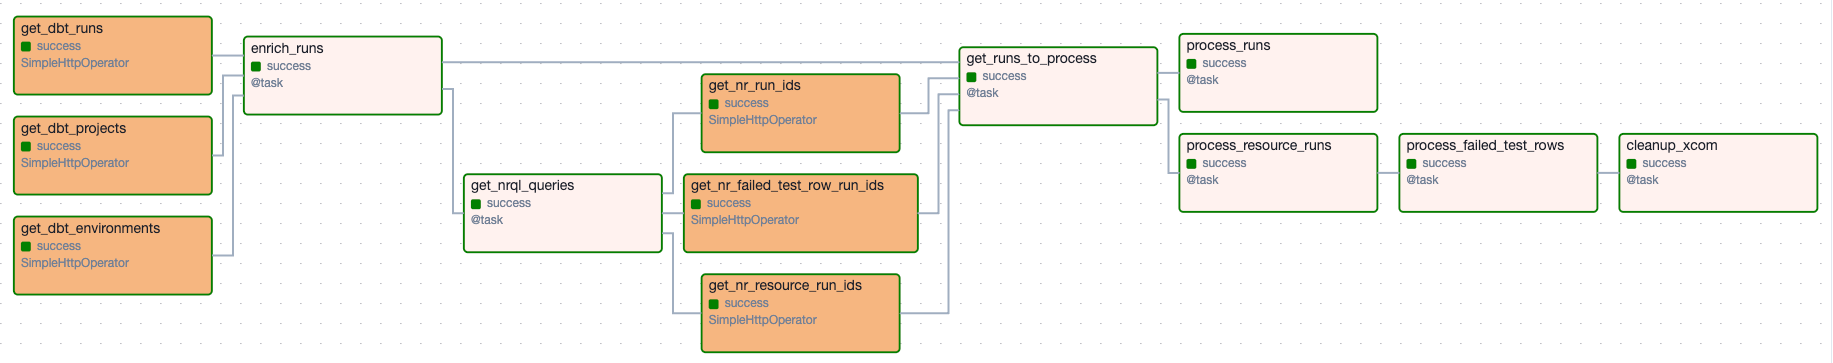 get_dbt_runs
success
SimpleHttpOperator
get_dbt_projects
success
SimpleHttpOperator
get_dbt_environments
success
SimpleHttpOperator
enrich_runs
success
@task
get_nrql_queries
success
@task
get_nr_run_ids
success
SimpleHttpOperator
get_nr_failed_test_row_run_ids
success
SimpleHttpOperator
get_nr_resource_run_ids
success
SimpleHttpOperator
get_runs_to_process
success
@task
process_runs
success
@task
process_resource_runs
success
@task
process_failed_test_rows
success
@task
cleanup_xcom
success
@task